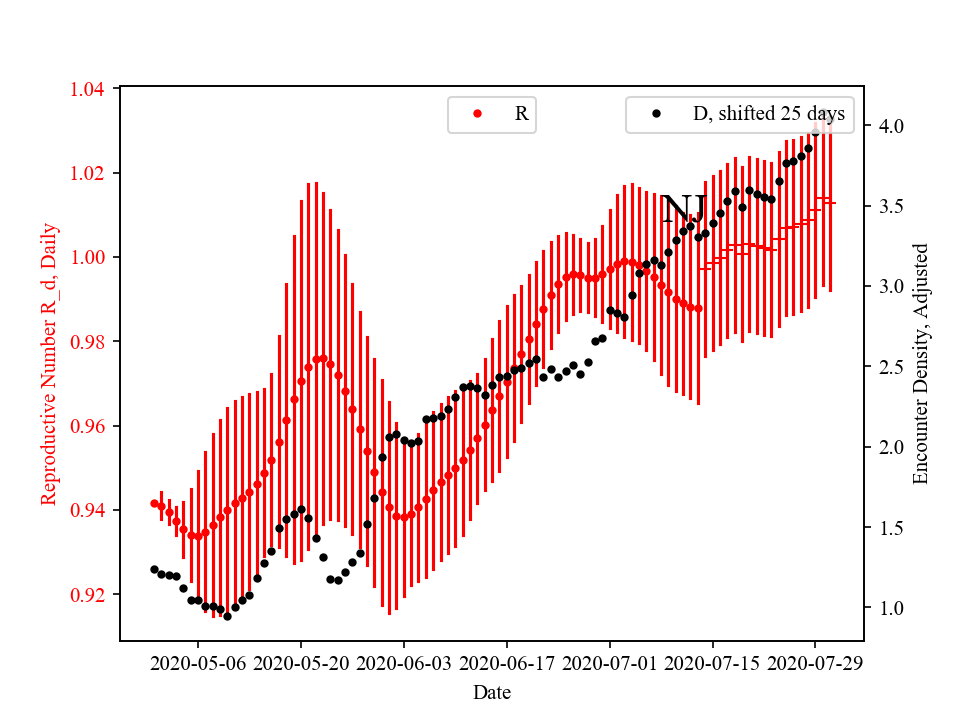 R
D, shifted 25 days
NJ
Reproductive Number R_d, Daily
1.04
1.02
1.00
0.98
0.96
0.94
0.92
4.0
3.5
3.0
2.5
2.0
1.5
1.0
Encounter Density, Adjusted
2020-05-06 2020-05-20 2020-06-03 2020-06-17 2020-07-01 2020-07-15 2020-07-29
Date